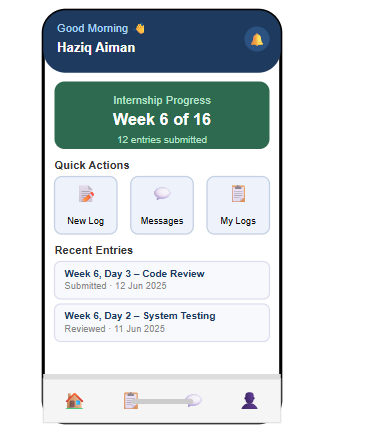 Good Morning 👋
Haziq Aiman
Internship Progress
Week 6 of 16
12 entries submitted
Quick Actions
New Log
Messages
My Logs
Recent Entries
Week 6, Day 3 – Code Review
Submitted · 12 Jun 2025
Week 6, Day 2 – System Testing
Reviewed · 11 Jun 2025